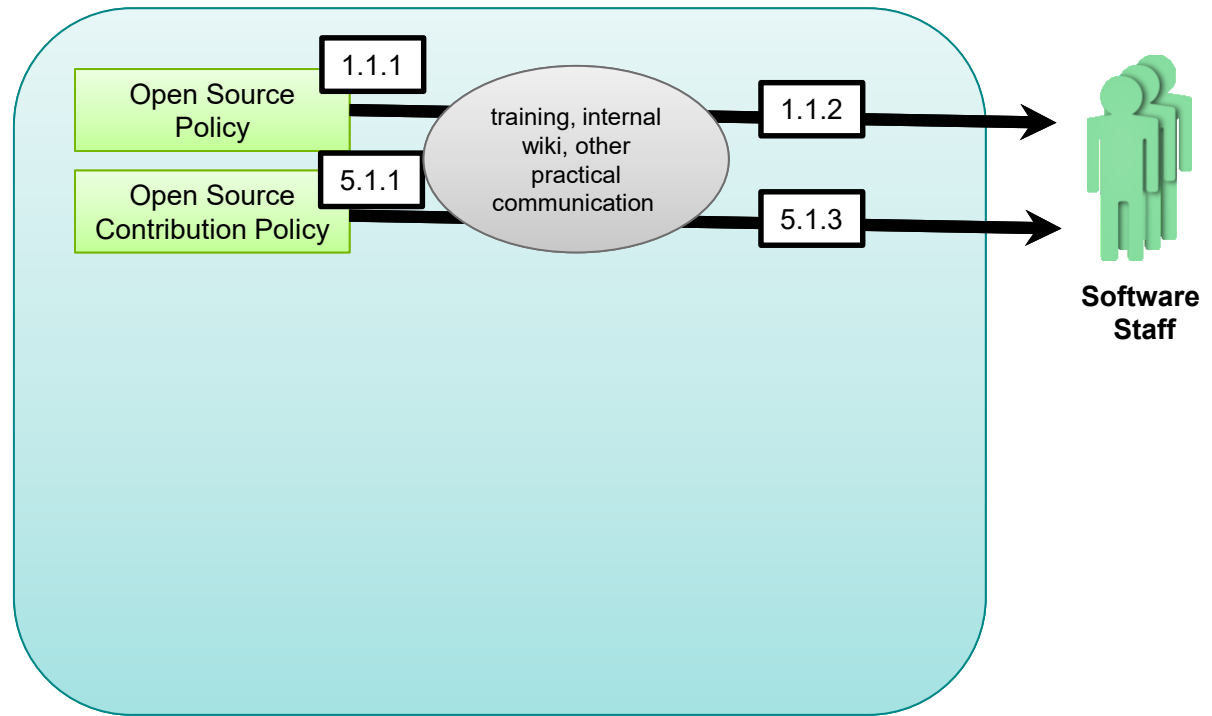 1.1.1
Open Source
Policy
training, internal
wiki, other
practical
communication
1.1.2
5.1.1
Open Source
Contribution Policy
5.1.3
Software
Staff